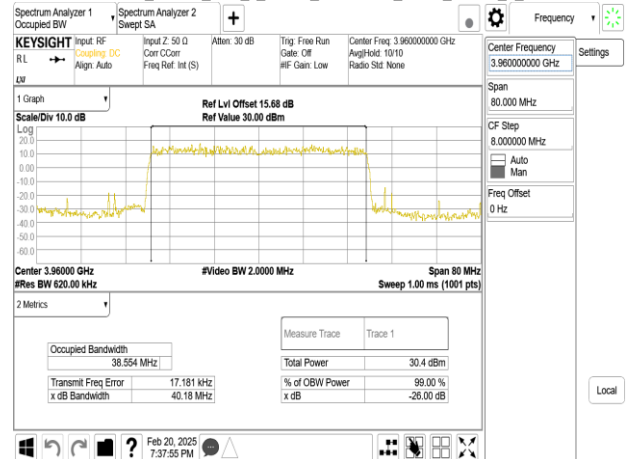 Spectrum Analyzer 1
Occupied BW
Spectrum Analyzer 2
Swept SA
Frequency
KEYSIGHT
RL
Input: RF
Coupling: DC
Align: Auto
Input Z: 50 Ω
Corr CCorr
Freq Ref: Int (S)
Atten: 30 dB
Trig: Free Run
Gate: Off
#IF Gain: Low
Center Freq: 3.960000000 GHz
Avg|Hold: 10/10
Radio Std: None
Center Frequency
3.960000000 GHz
Settings
Span
80.000 MHz
CF Step
8.000000 MHz
Auto
Man
Freq Offset
0 Hz
Local
1 Graph
Scale/Div 10.0 dB
Ref Lvl Offset 15.68 dB
Ref Value 30.00 dBm
Log
20.0
10.0
0.00
-10.0
-20.0
-30.0
-40.0
-50.0
-60.0
Center 3.96000 GHz
#Res BW 620.00 kHz
#Video BW 2.0000 MHz
Span 80 MHz
Sweep 1.00 ms (1001 pts)
2 Metrics
Measure Trace Trace 1
Occupied Bandwidth
38.554 MHz
Total Power 30.4 dBm
Transmit Freq Error 17.181 kHz
% of OBW Power 99.00 %
x dB Bandwidth 40.18 MHz
x dB -26.00 dB
Feb 20, 2025
7:37:55 PM